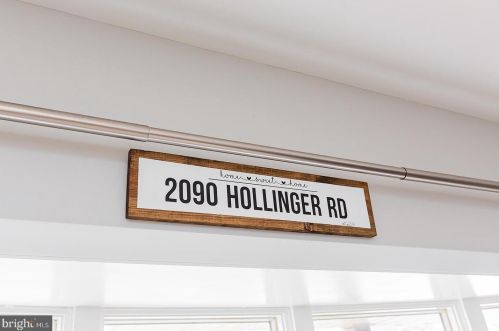 home sweet home
2090 HOLLINGER RD
bright MLS